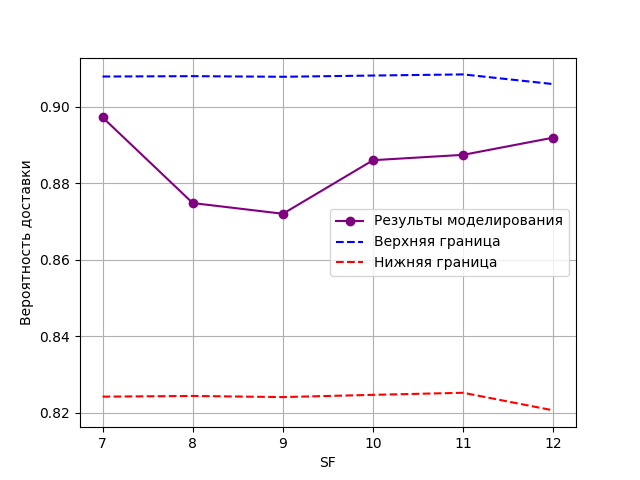 0.90
0.88
0.86
0.84
0.82
Вероятность доставки
Результы моделирования
Верхняя граница
Нижняя граница
7 8 9 10 11 12
SF